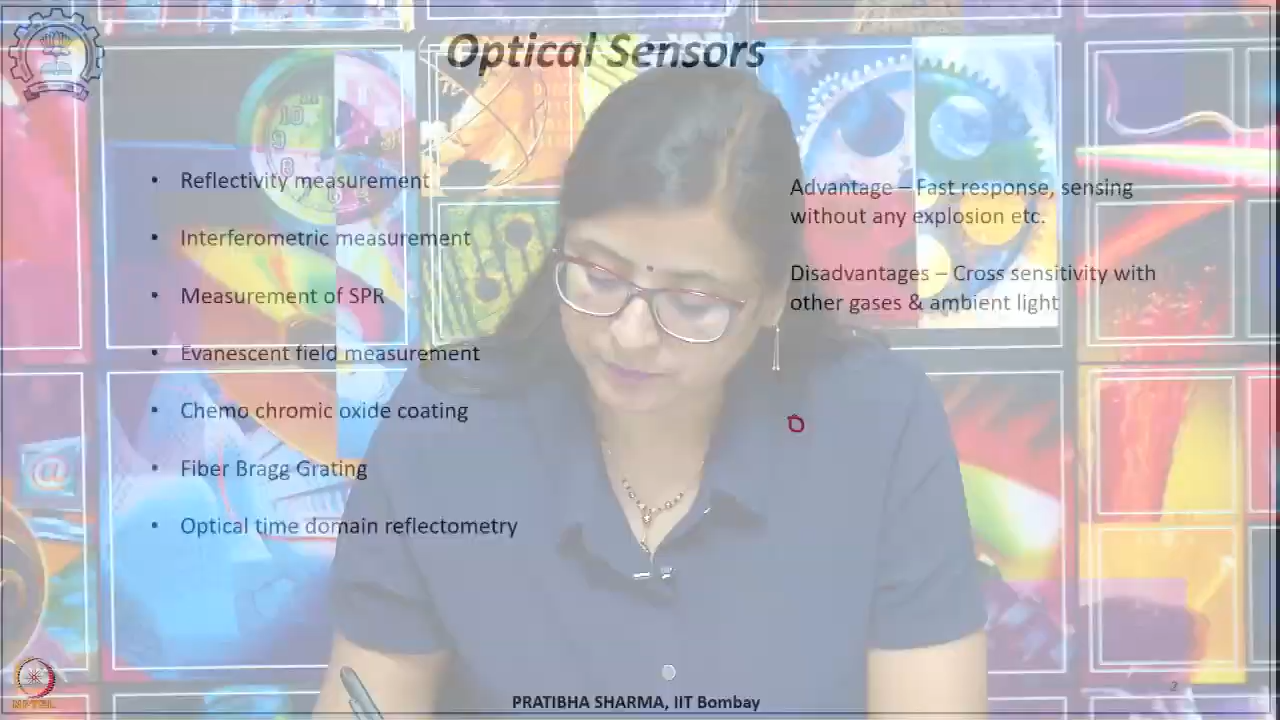 Optical Sensors
• Reflectivity measurement
• Interferometric measurement
• Measurement of SPR
• Evanescent field measurement
• Chemo chromic oxide coating
• Fiber Bragg Grating
• Optical time domain reflectometry
Advantage – Fast response, sensing
without any explosion etc.
Disadvantages – Cross sensitivity with
other gases & ambient light
PRATIBHA SHARMA, IIT Bombay
2
NPTEL